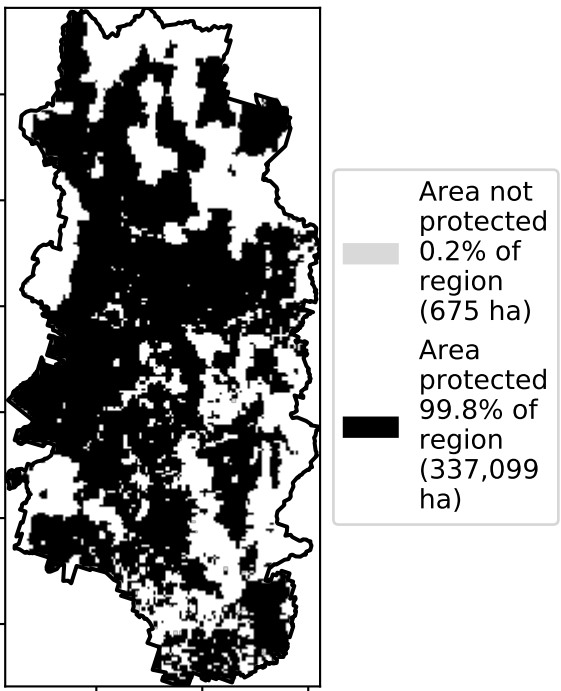 Area not
protected
0.2% of
region
(675 ha)
Area
protected
99.8% of
region
(337,099
ha)